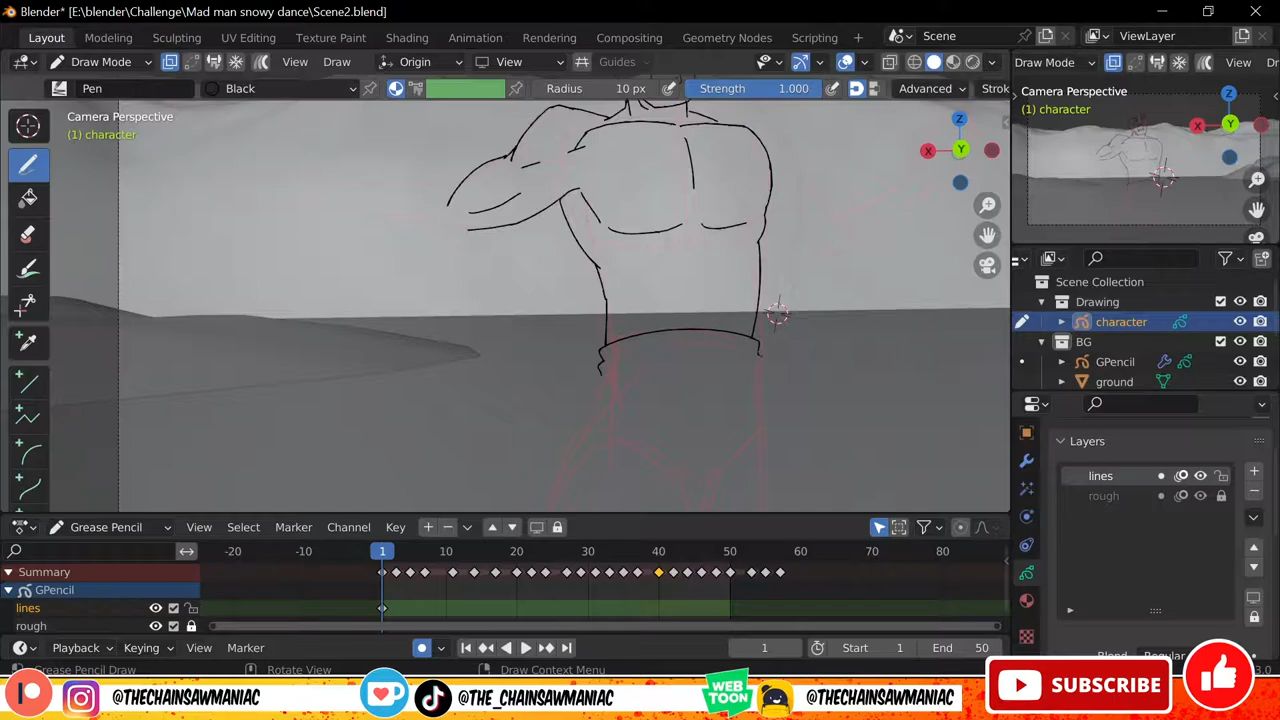 Blender* [E:\blender\Challenge\Mad man snowy dance\Scene2.blend]
Layout Modeling Sculpting UV Editing Texture Paint Shading Animation Rendering Compositing Geometry Nodes Scripting + Scene ViewLayer
Draw Mode View Draw Origin View Guides Draw Mode View D
Pen Black Radius 10 px Strength 1.000 Advanced Strok
Camera Perspective
(1) character
Z
X
Y
Camera Perspective
(1) character
Z
X
Y
Scene Collection
Drawing
character
BG
GPencil
ground
Layers
lines
rough
Grease Pencil View Select Marker Channel Key
-20 -10 1 10 20 30 40 50 60 70 80
Summary
GPencil
lines
rough
Playback Keying View Marker 1 Start 1 End 50
Grease Pencil Draw Rotate View Draw Context Menu
Blend Regular
3.0
@THECHAINSAWMANIAC @THE_CHAINSAWMANIAC WEB TOON @THECHAINSAWMANIAC SUBSCRIBE